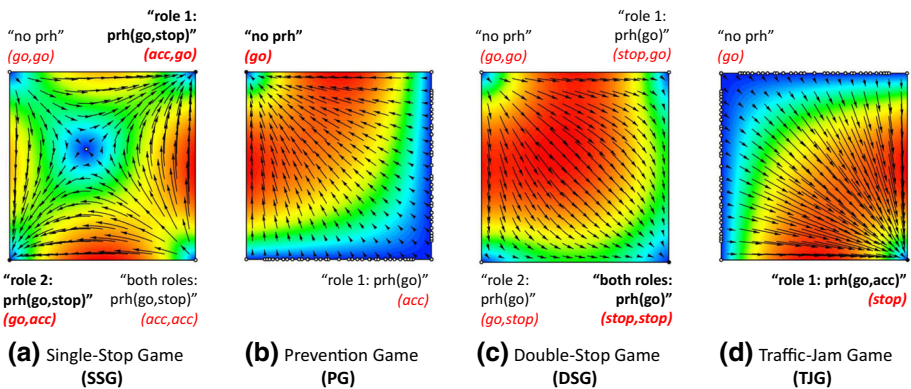 “role 1:
“no prh”
prh(go,stop)”
(go,go)
(acc,go)
“no prh”
(go)
“role 1:
“no prh”
prh(go)”
(go,go)
(stop,go)
“no prh”
(go)
“role 2:
prh(go,stop)”
(go,acc)
“both roles:
prh(go,stop)”
(acc,acc)
“role 1: prh(go)”
(acc)
“role 2:
prh(go)”
(go,stop)
“both roles:
prh(go)”
(stop,stop)
“role 1: prh(go,acc)”
(stop)
(a) Single-Stop Game
(SSG)
(b) Prevention Game
(PG)
(c) Double-Stop Game
(DSG)
(d) Traffic-Jam Game
(TJG)